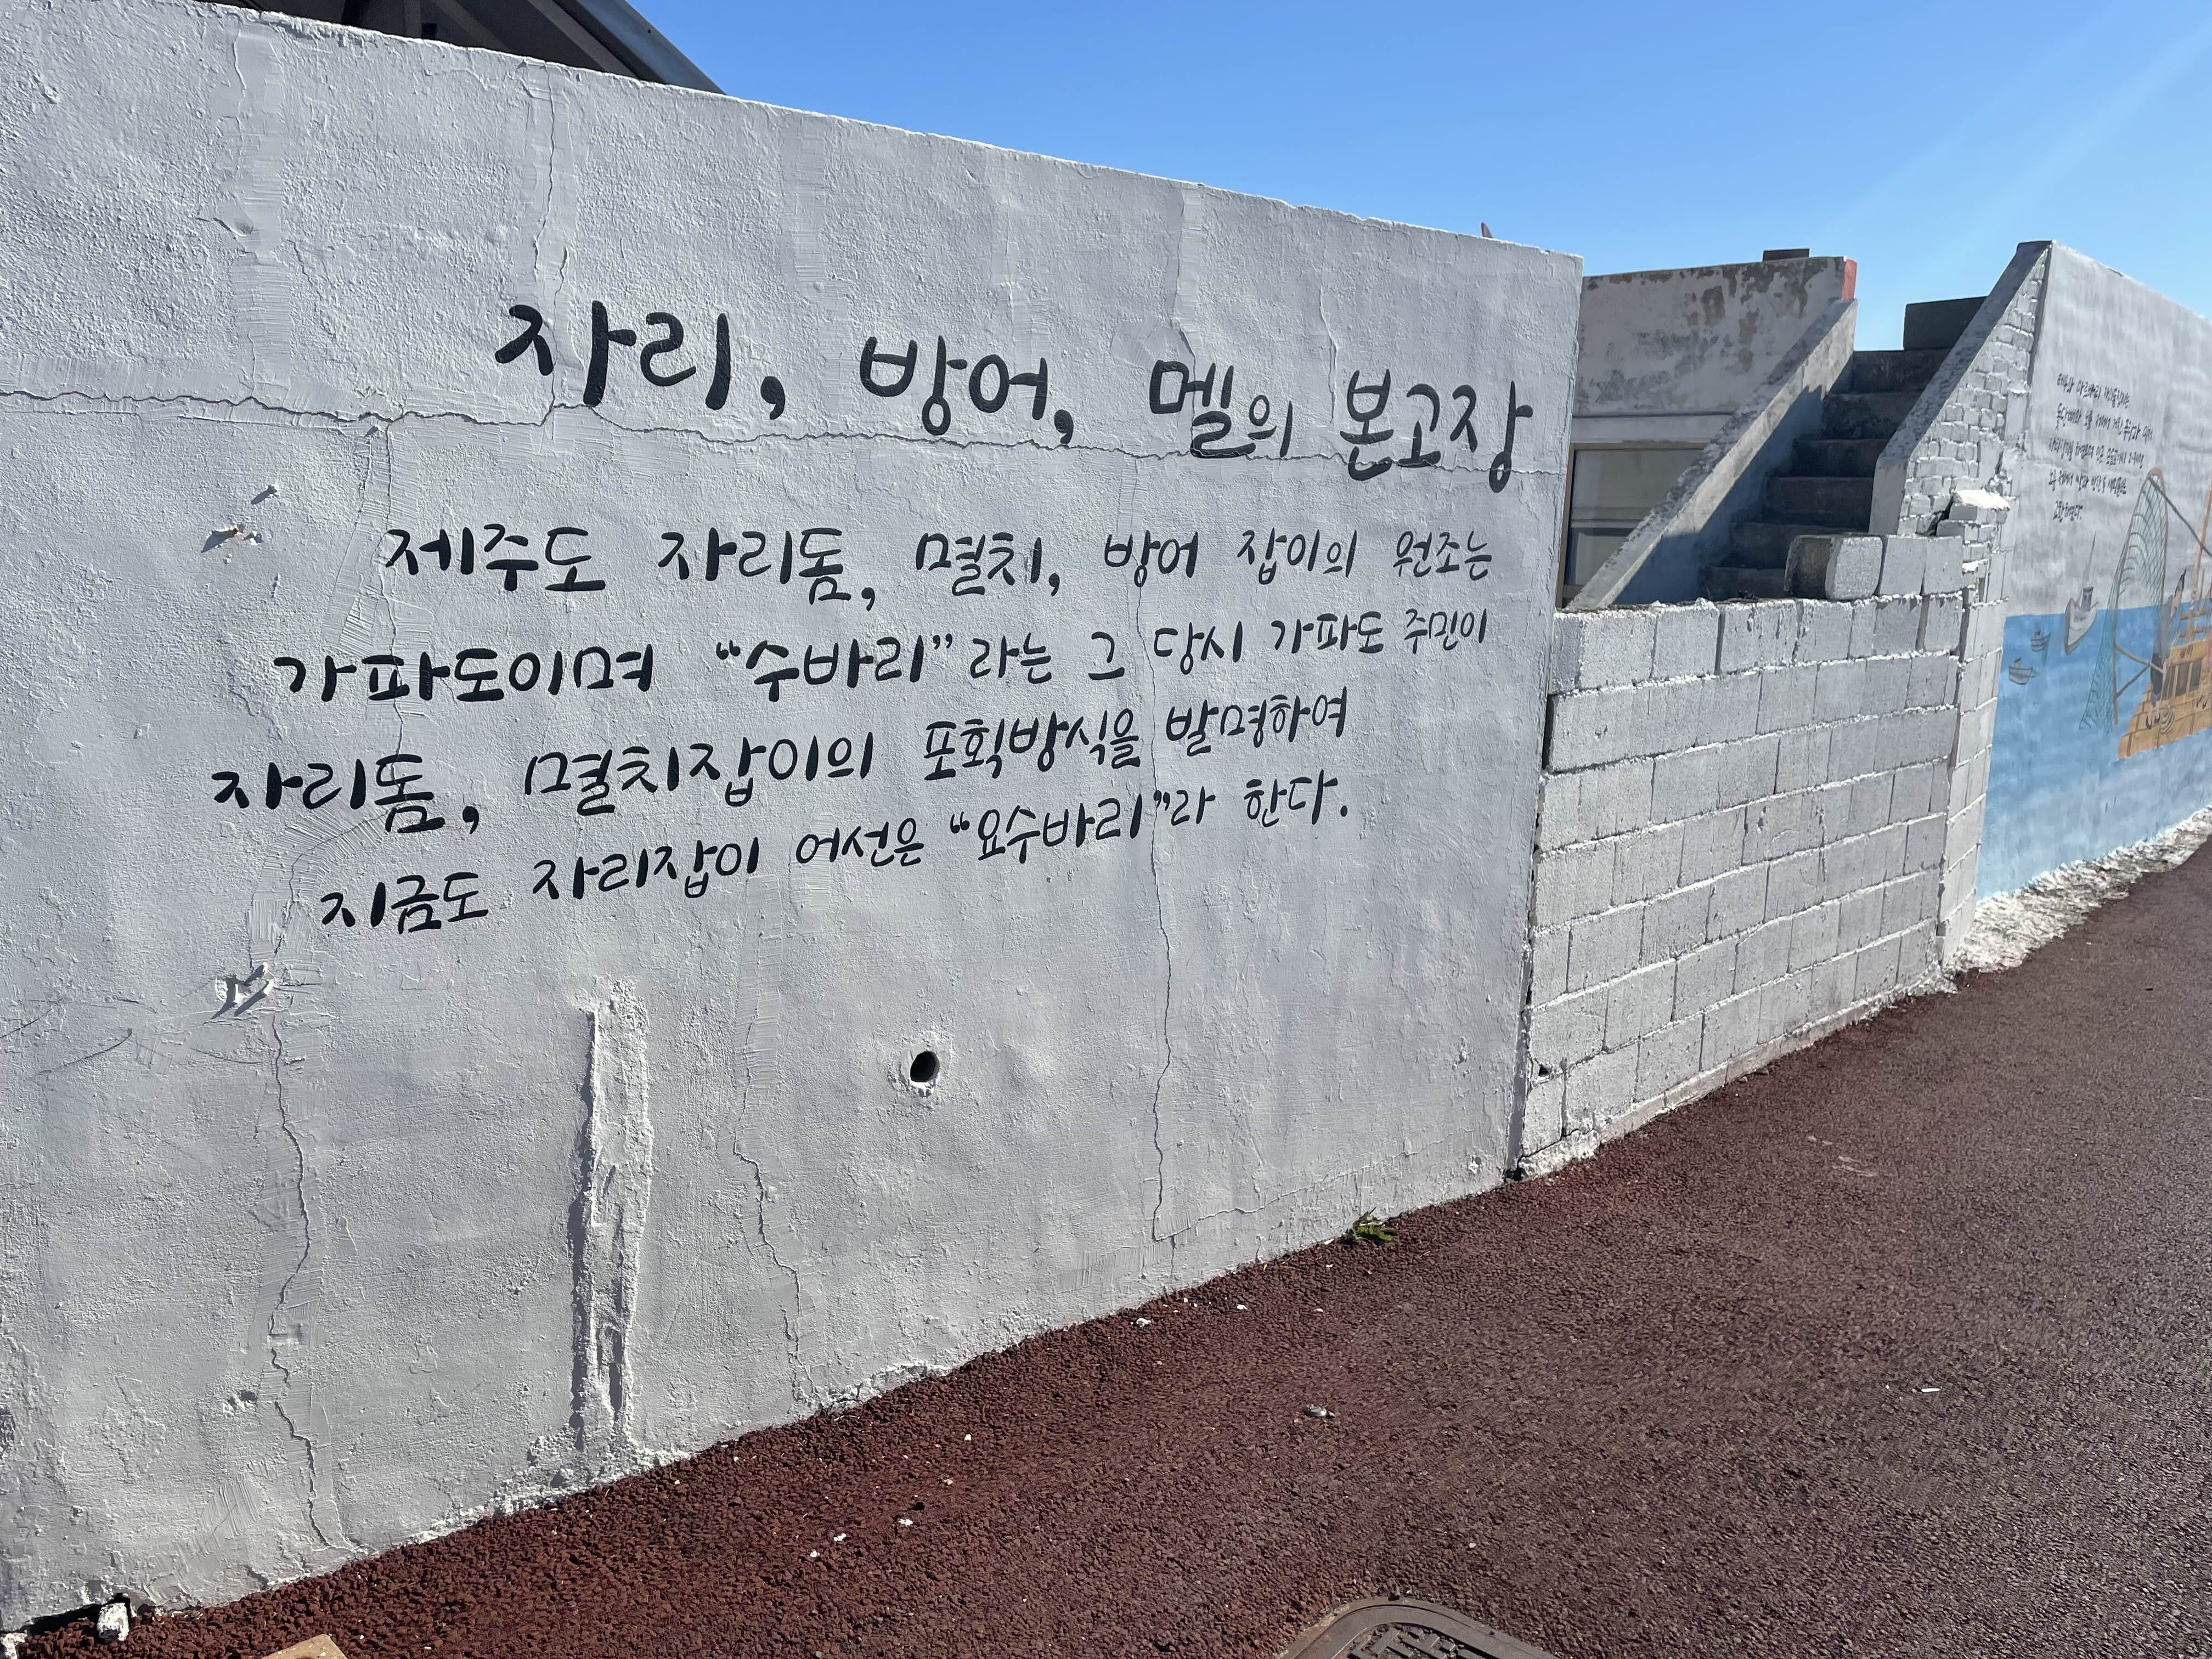 자리, 방어, 멜의 본고장
제주도 자리돔, 멸치, 방어 잡이의 원조는
가파도이며 "수바리"라는 그 당시 가파도 주민이
자리돔, 멸치잡이의 포획방식을 발명하여
지금도 자리잡이 어선은 "요수바리"라 한다.